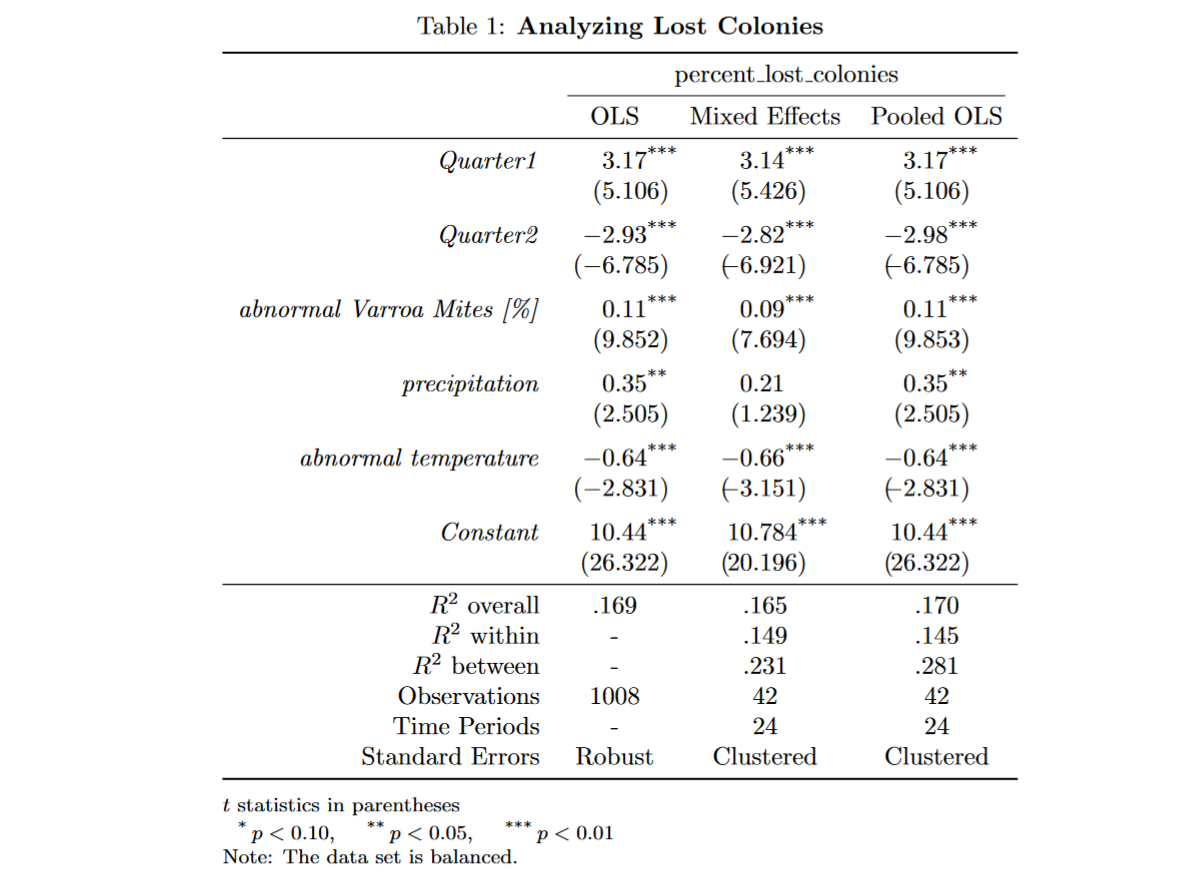 Table 1: Analyzing Lost Colonies
percent_lost_colonies
OLS Mixed Effects Pooled OLS
Quarter1 3.17*** 3.14*** 3.17***
(5.106) (5.426) (5.106)
Quarter2 −2.93*** −2.82*** −2.98***
(−6.785) (−6.921) (−6.785)
abnormal Varroa Mites [%] 0.11*** 0.09*** 0.11***
(9.852) (7.694) (9.853)
precipitation 0.35** 0.21 0.35**
(2.505) (1.239) (2.505)
abnormal temperature −0.64*** −0.66*** −0.64***
(−2.831) (−3.151) (−2.831)
Constant 10.44*** 10.784*** 10.44***
(26.322) (20.196) (26.322)
R² overall .169 .165 .170
R² within - .149 .145
R² between - .231 .281
Observations 1008 42 42
Time Periods - 24 24
Standard Errors Robust Clustered Clustered
t statistics in parentheses
* p < 0.10, ** p < 0.05, *** p < 0.01
Note: The data set is balanced.